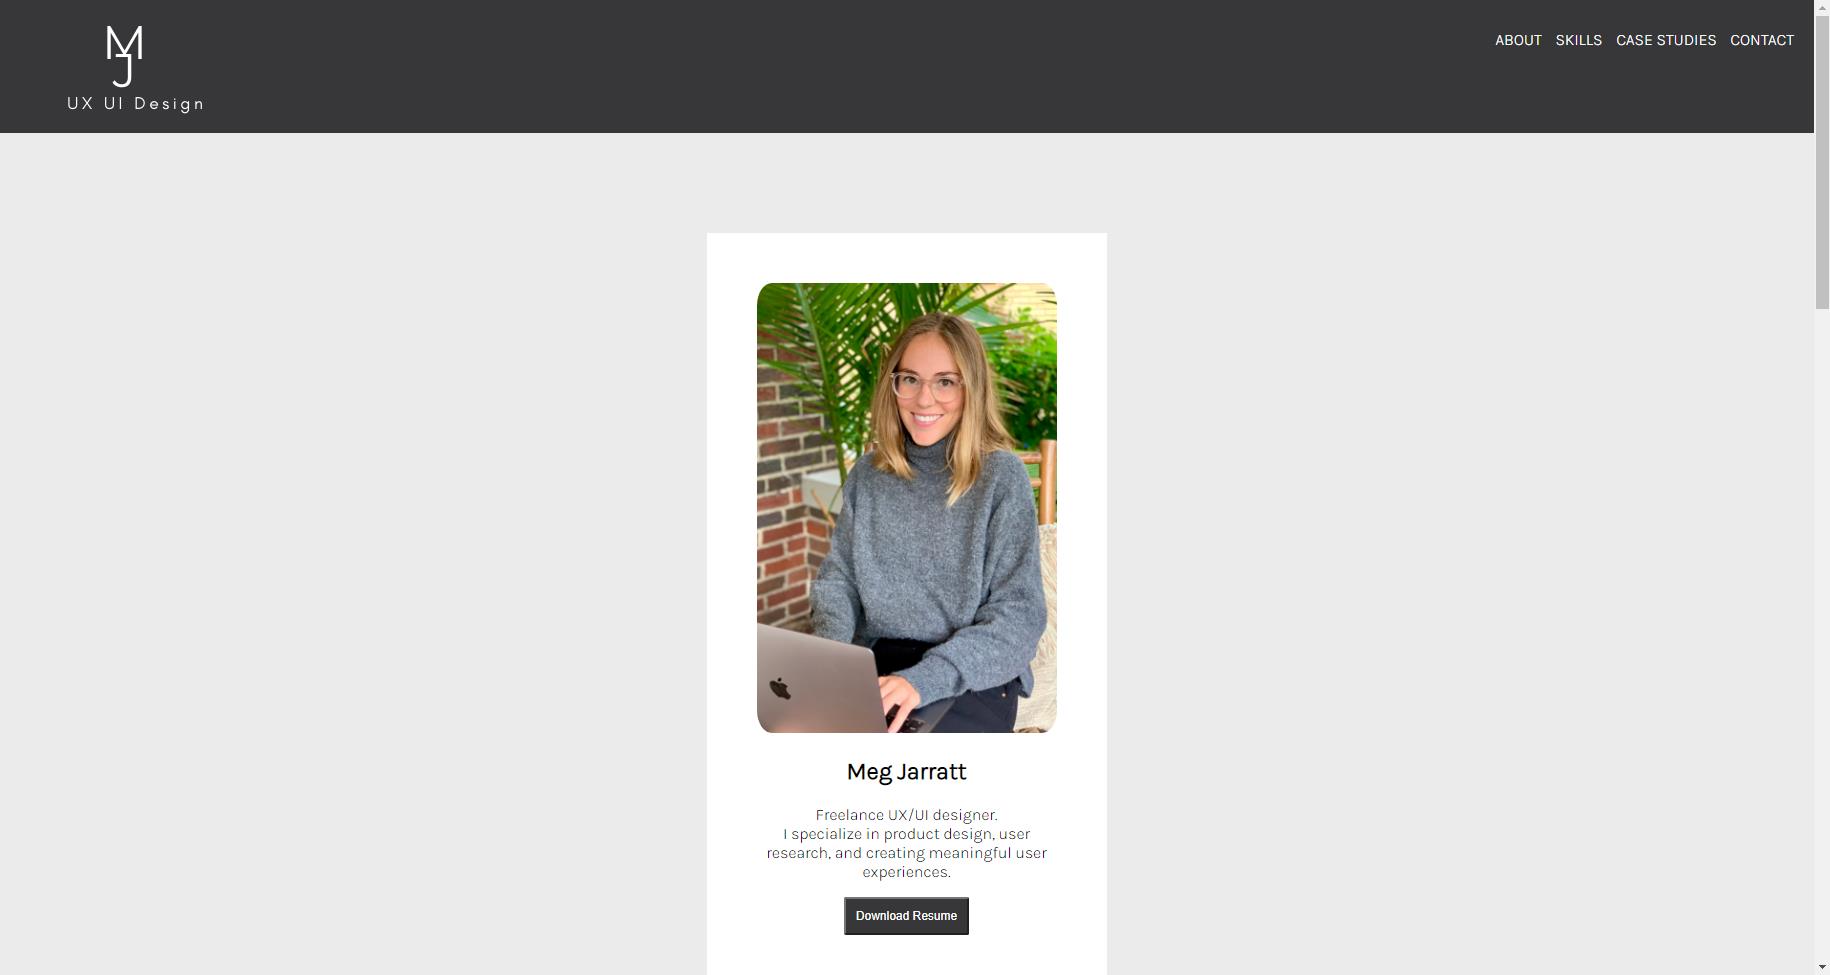 MJ
UX UI Design
ABOUT SKILLS CASE STUDIES CONTACT
Meg Jarratt
Freelance UX/UI designer.
I specialize in product design, user
research, and creating meaningful user
experiences.
Download Resume